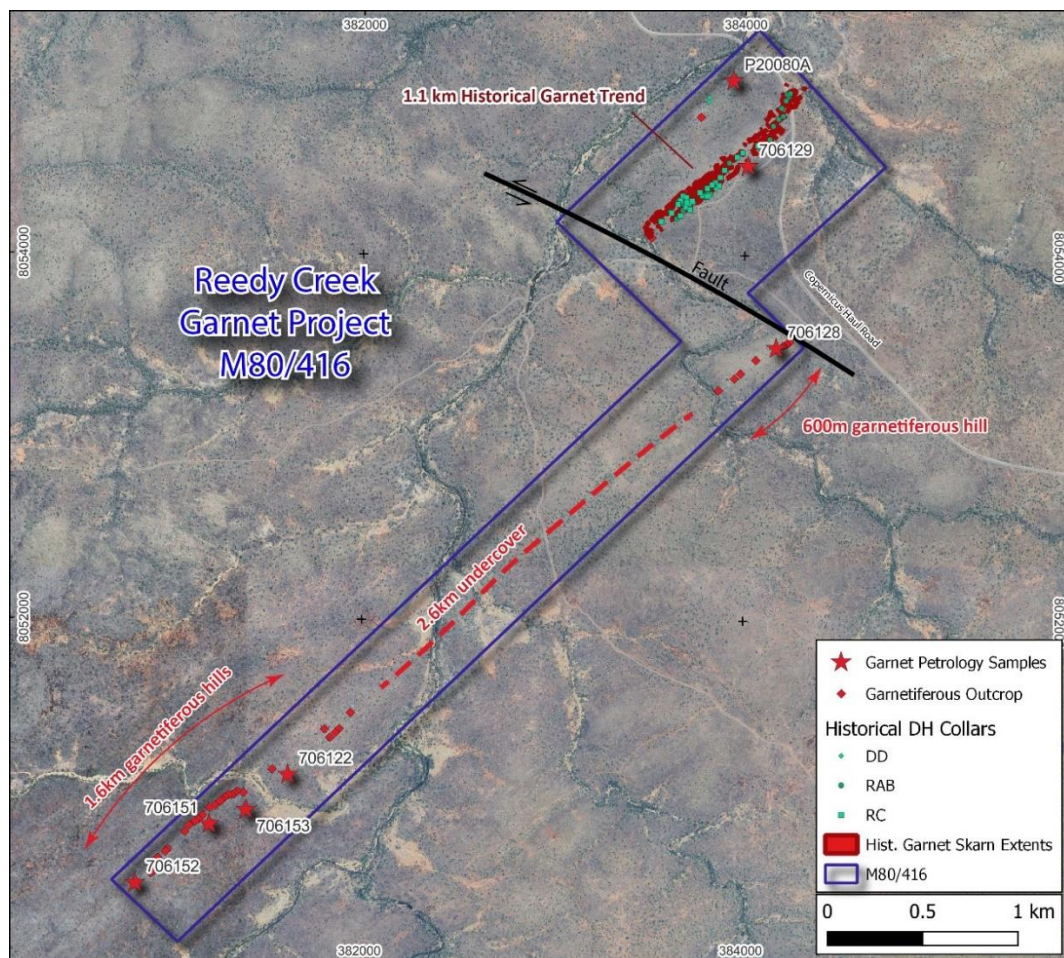 382000
384000
P20080A
1.1 km Historical Garnet Trend
706129
8054000
8054000
Reedy Creek
Garnet Project
M80/416
Fault
Copernicus Haul Road
706128
600m garnetiferous hill
2.6km undercover
8052000
8052000
1.6km garnetiferous hills
706122
706151
706153
706152
382000
384000
Garnet Petrology Samples
Garnetiferous Outcrop
Historical DH Collars
DD
RAB
RC
Hist. Garnet Skarn Extents
M80/416
0 0.5 1 km